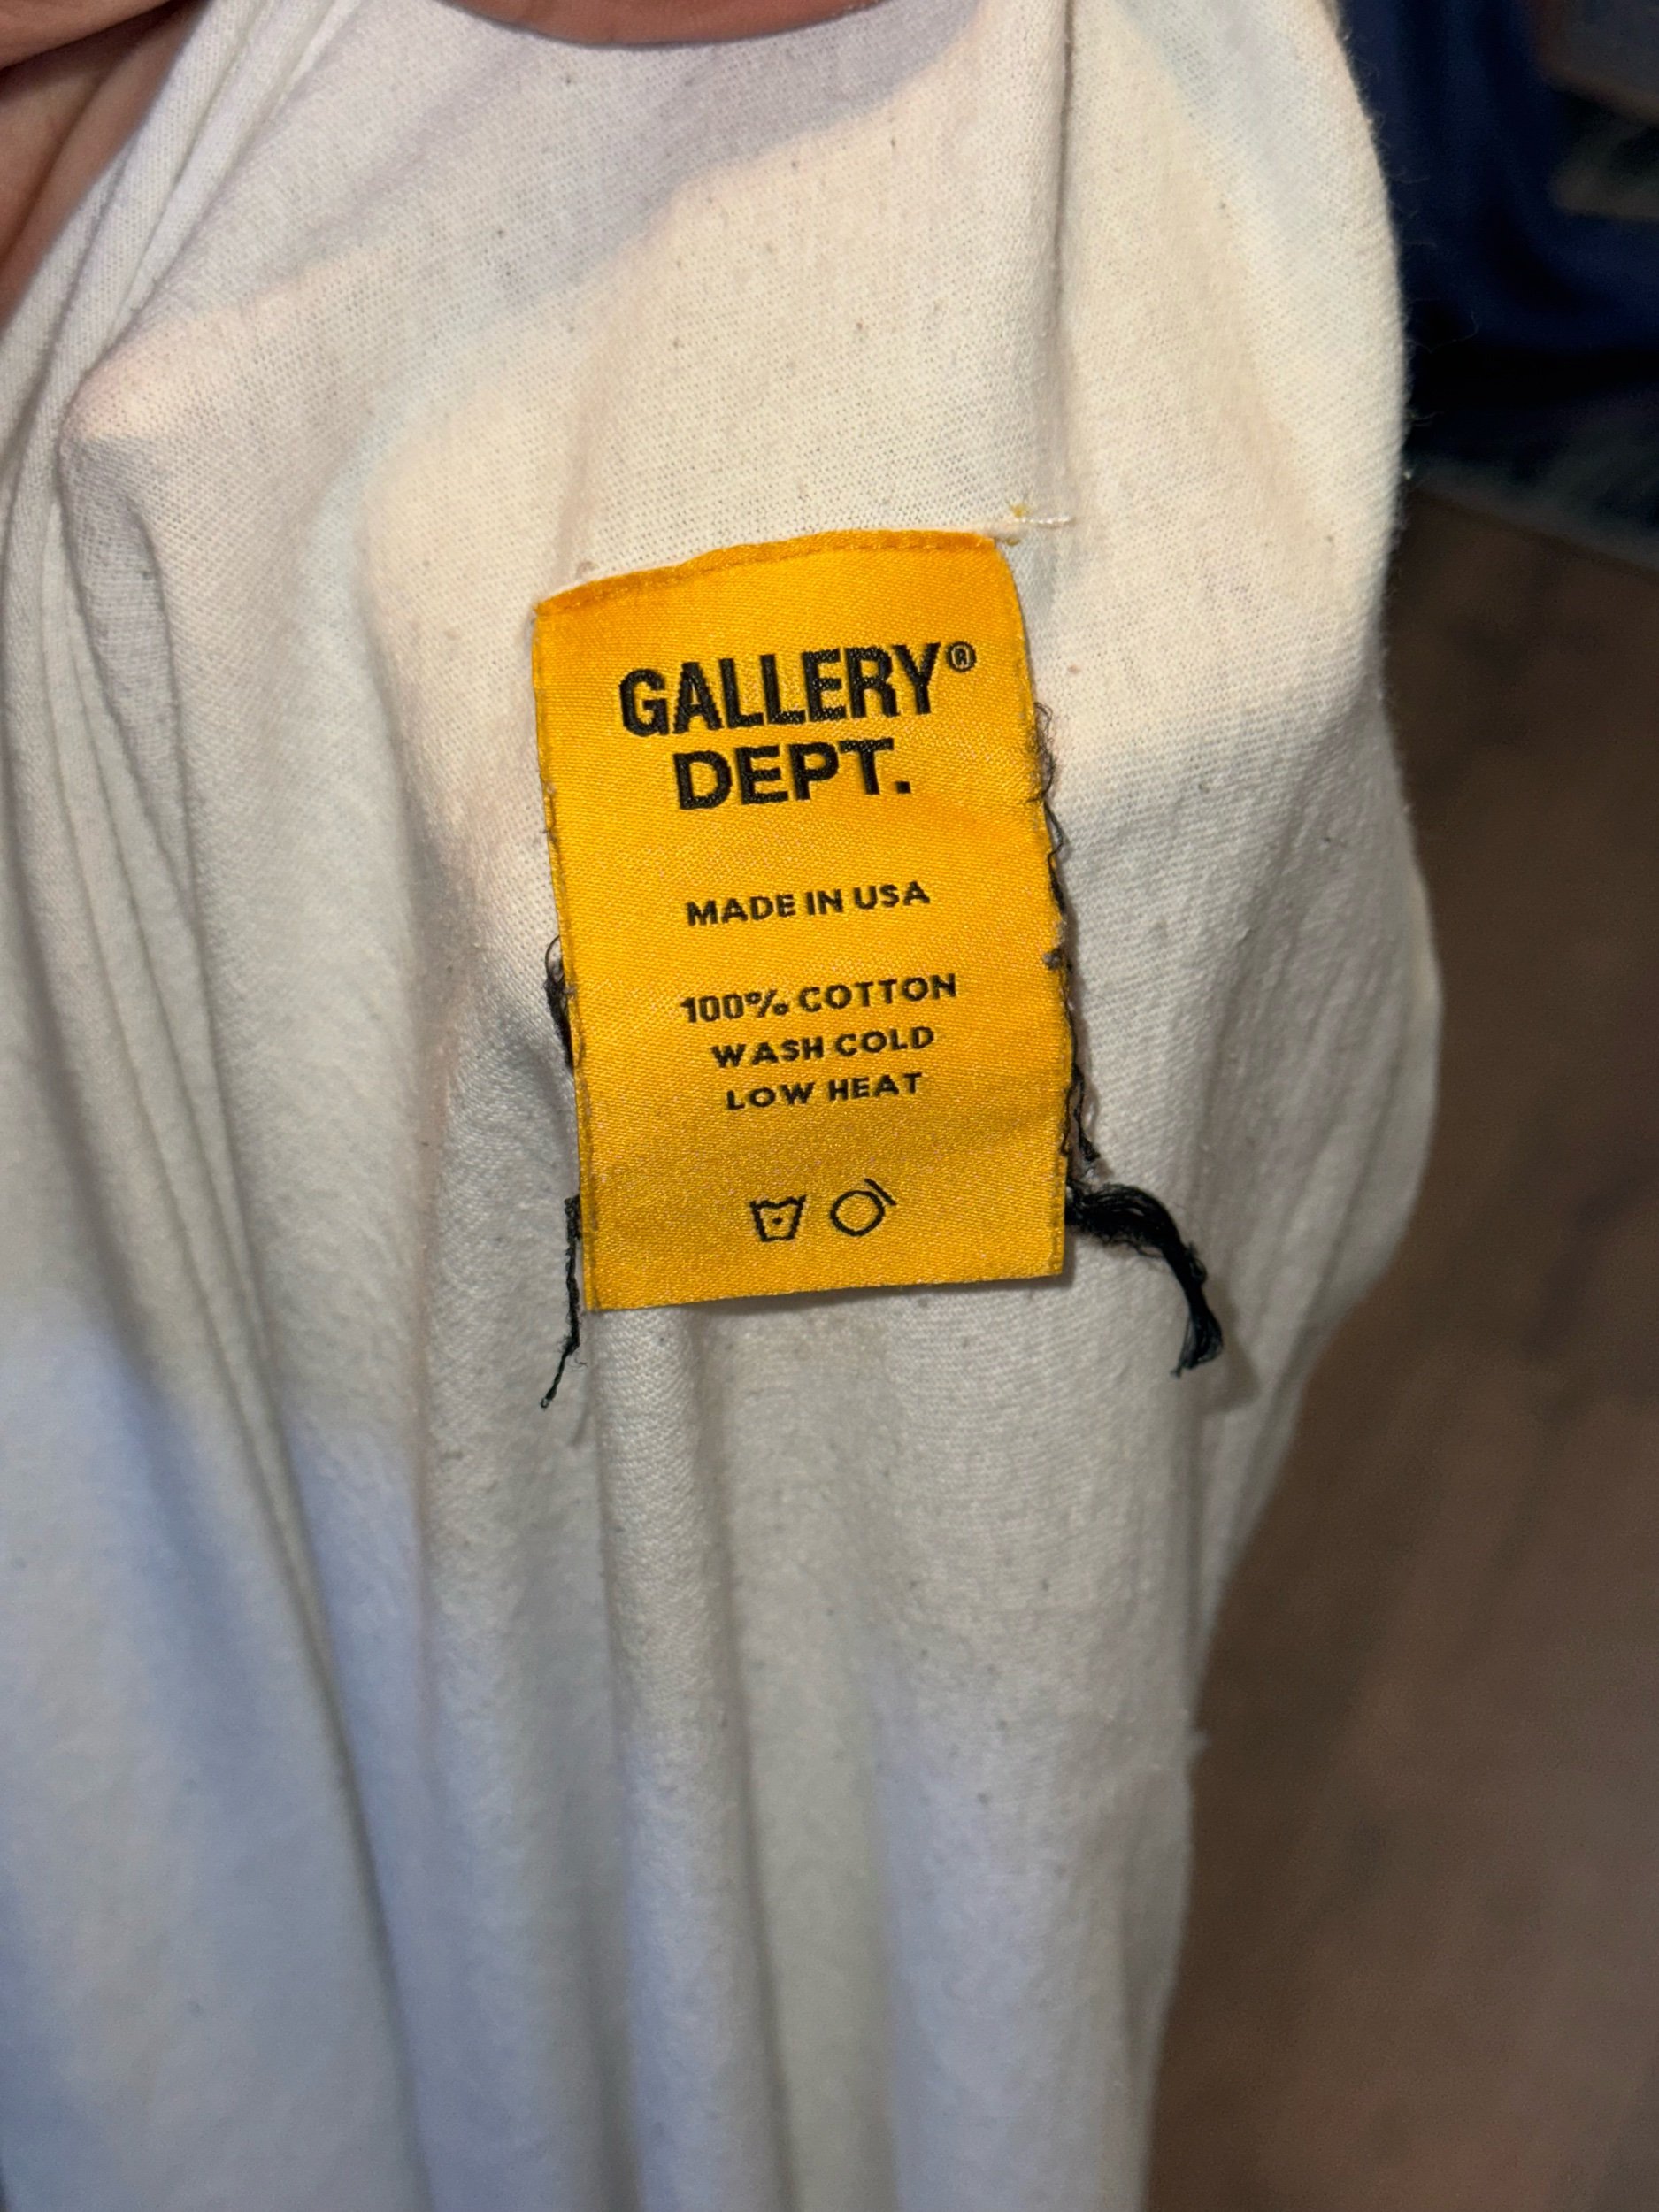 GALLERY®
DEPT.
MADE IN USA
100% COTTON
WASH COLD
LOW HEAT